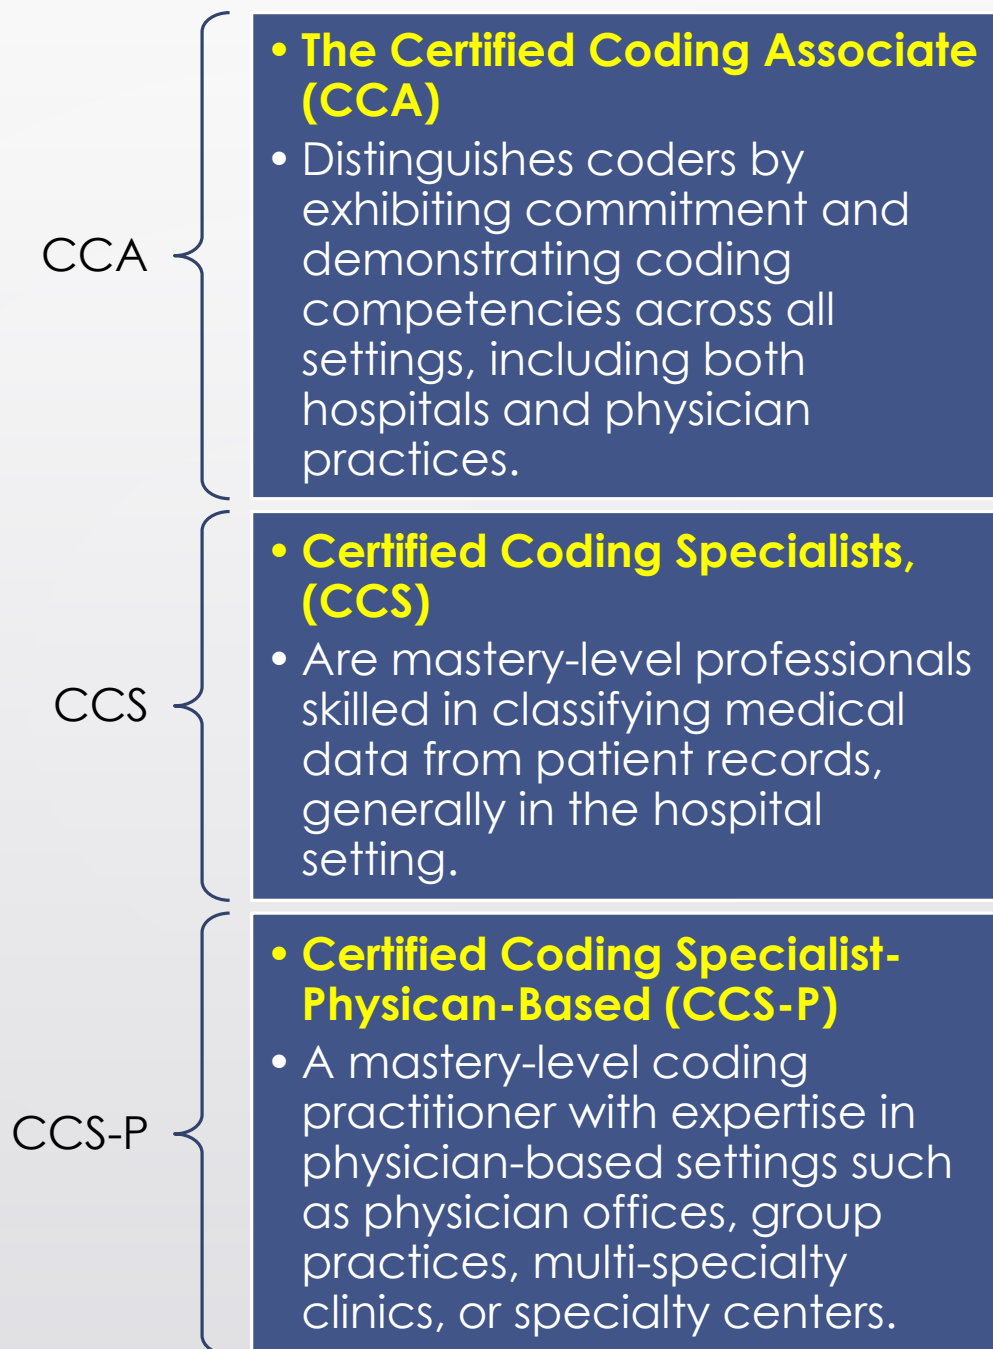 CCA
• The Certified Coding Associate
(CCA)
• Distinguishes coders by
exhibiting commitment and
demonstrating coding
competencies across all
settings, including both
hospitals and physician
practices.
CCS
• Certified Coding Specialists,
(CCS)
• Are mastery-level professionals
skilled in classifying medical
data from patient records,
generally in the hospital
setting.
CCS-P
• Certified Coding Specialist-
Physican-Based (CCS-P)
• A mastery-level coding
practitioner with expertise in
physician-based settings such
as physician offices, group
practices, multi-specialty
clinics, or specialty centers.